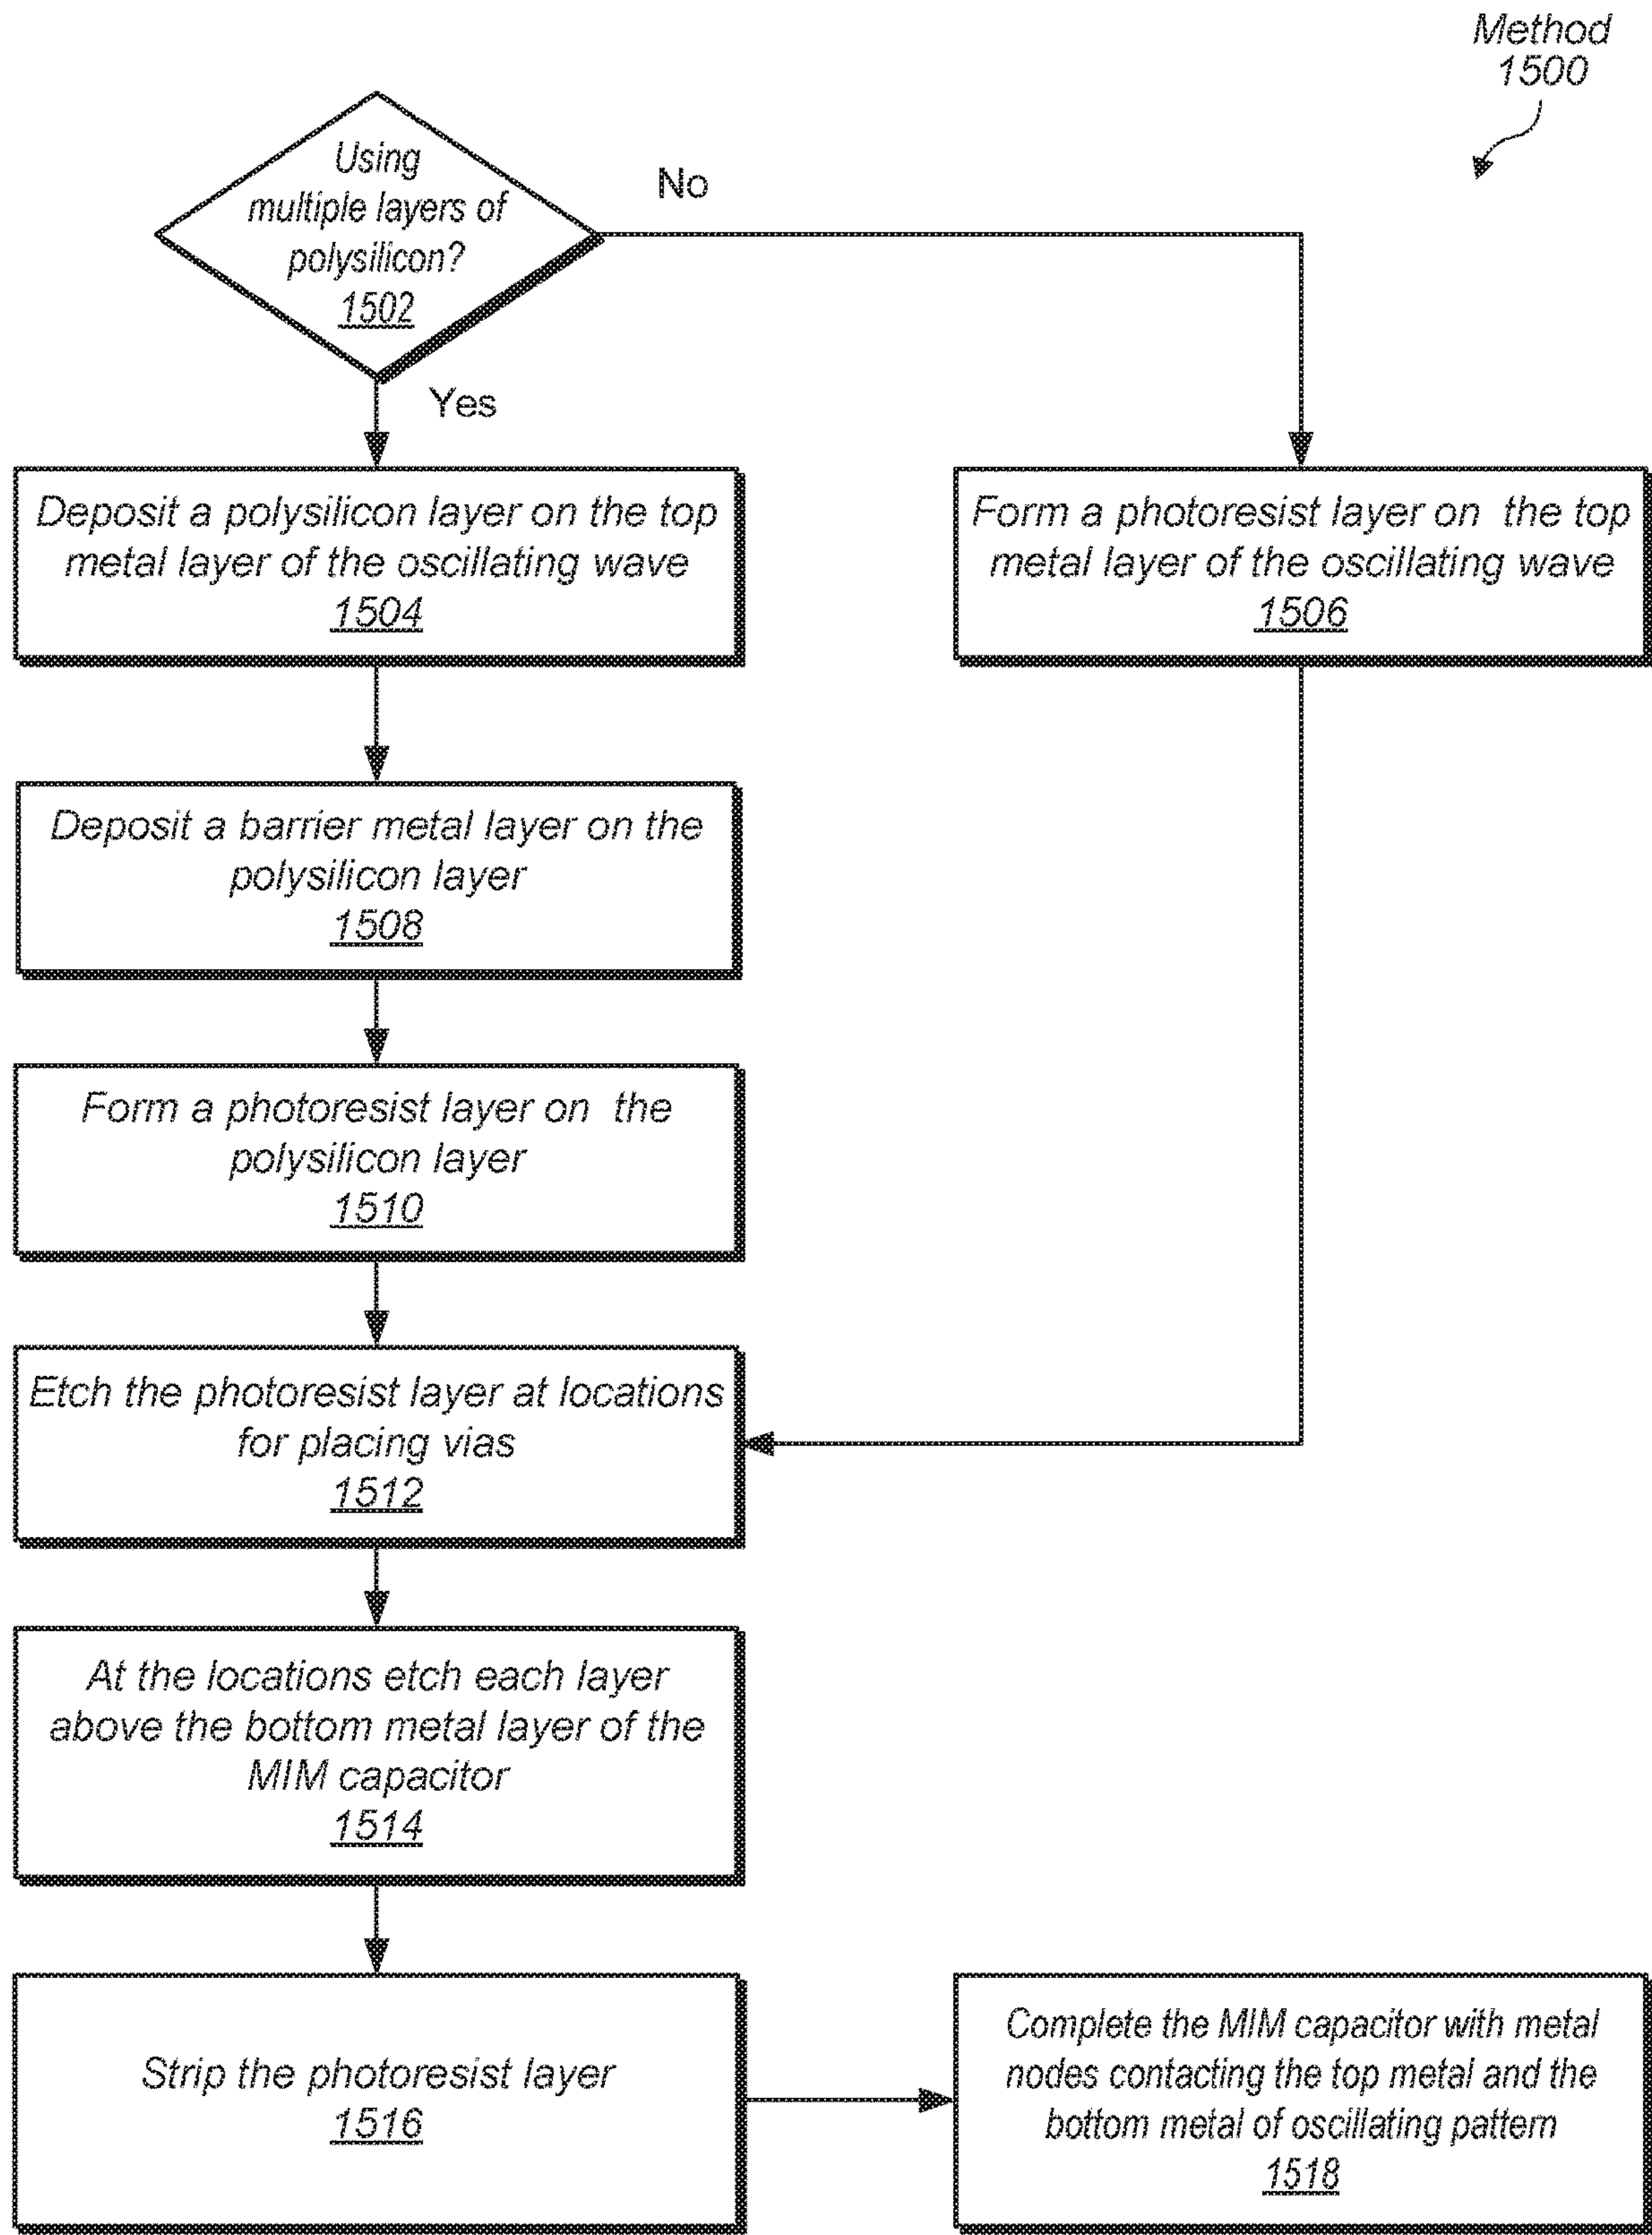 Method
1500
Using
multiple layers of
polysilicon?
1502
No
Yes
Deposit a polysilicon layer on the top
metal layer of the oscillating wave
1504
Form a photoresist layer on the top
metal layer of the oscillating wave
1506
Deposit a barrier metal layer on the
polysilicon layer
1508
Form a photoresist layer on the
polysilicon layer
1510
Etch the photoresist layer at locations
for placing vias
1512
At the locations etch each layer
above the bottom metal layer of the
MIM capacitor
1514
Strip the photoresist layer
1516
Complete the MIM capacitor with metal
nodes contacting the top metal and the
bottom metal of oscillating pattern
1518